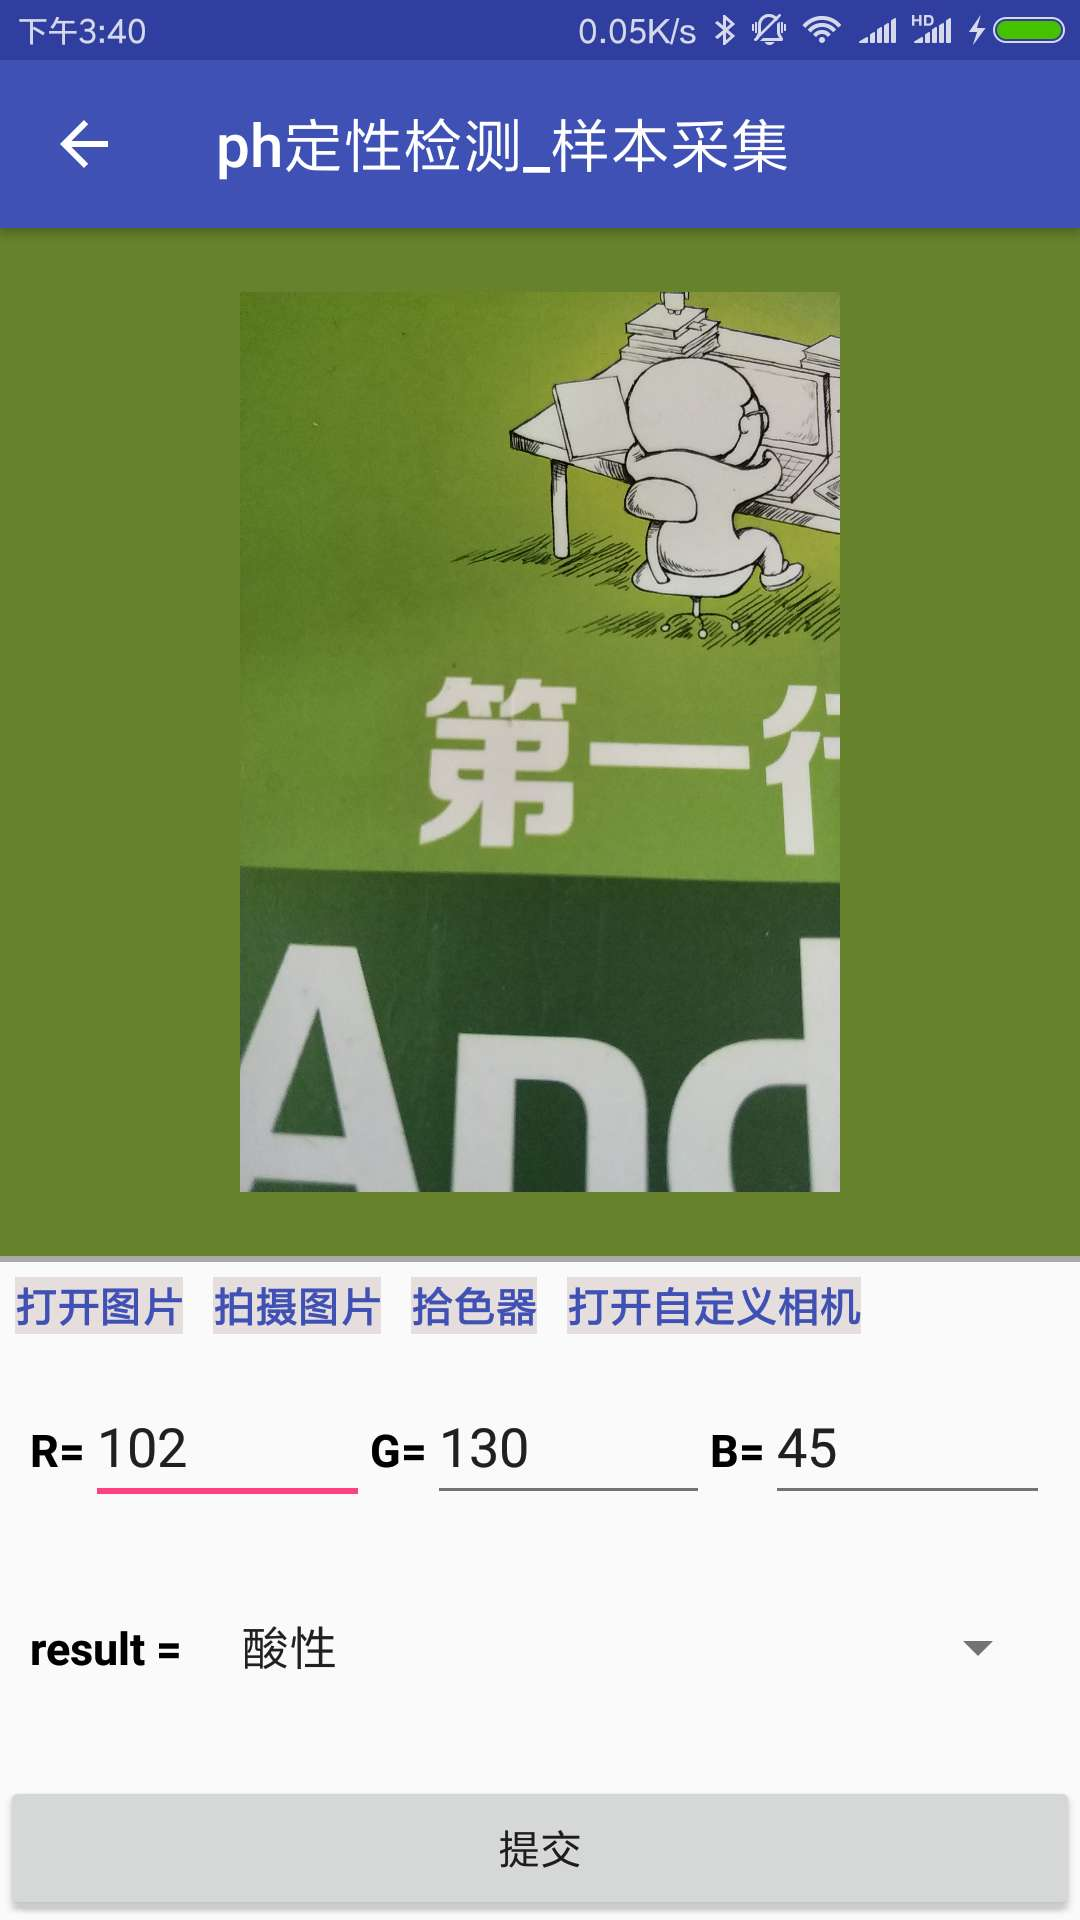 下午3:40 0.05K/s HD
ph定性检测_样本采集
第一行
And
打开图片 拍摄图片 拾色器 打开自定义相机
R= 102 G= 130 B= 45
result = 酸性
提交